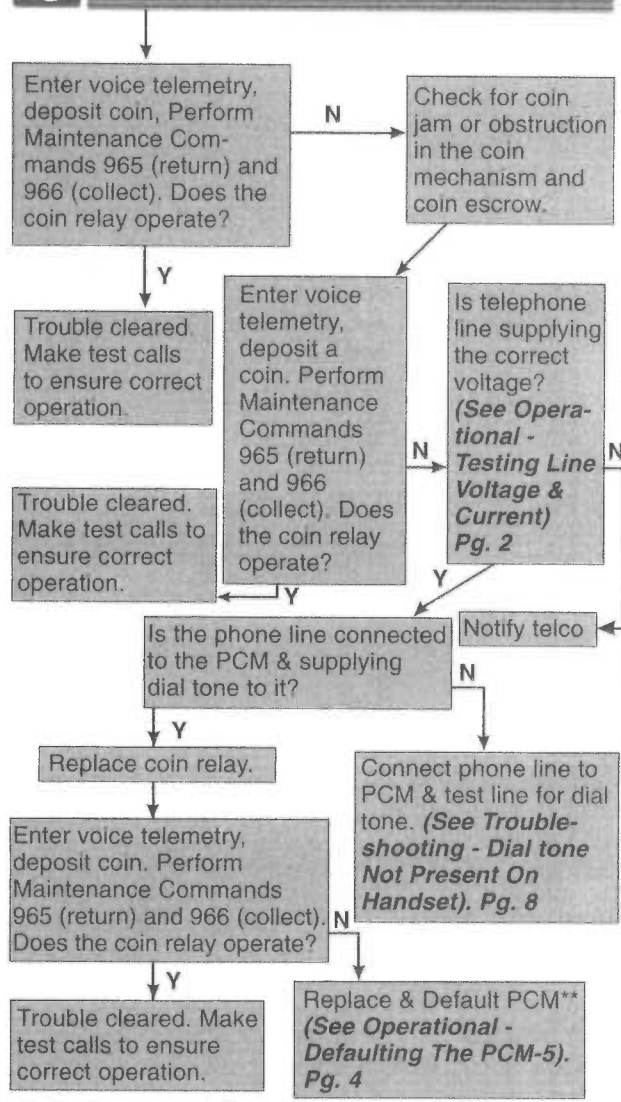 Enter voice telemetry,
deposit coin, Perform
Maintenance Com-
mands 965 (return) and
966 (collect). Does the
coin relay operate?
N
Check for coin
jam or obstruction
in the coin
mechanism and
coin escrow.
Y
Trouble cleared.
Make test calls
to ensure correct
operation.
Enter voice
telemetry,
deposit a
coin. Perform
Maintenance
Commands
965 (return)
and 966
(collect). Does
the coin relay
operate?
N
Is telephone
line supplying
the correct
voltage?
(See Opera-
tional -
Testing Line
Voltage &
Current)
Pg. 2
N
Trouble cleared.
Make test calls to
ensure correct
operation.
Y
Y
Notify telco
Is the phone line connected
to the PCM & supplying
dial tone to it?
N
Y
Replace coin relay.
Connect phone line to
PCM & test line for dial
tone. (See Trouble-
shooting - Dial tone
Not Present On
Handset). Pg. 8
Enter voice telemetry,
deposit coin. Perform
Maintenance Commands
965 (return) and 966 (collect).
Does the coin relay operate?
N
Y
Trouble cleared. Make
test calls to ensure
correct operation.
Replace & Default PCM**
(See Operational -
Defaulting The PCM-5).
Pg. 4